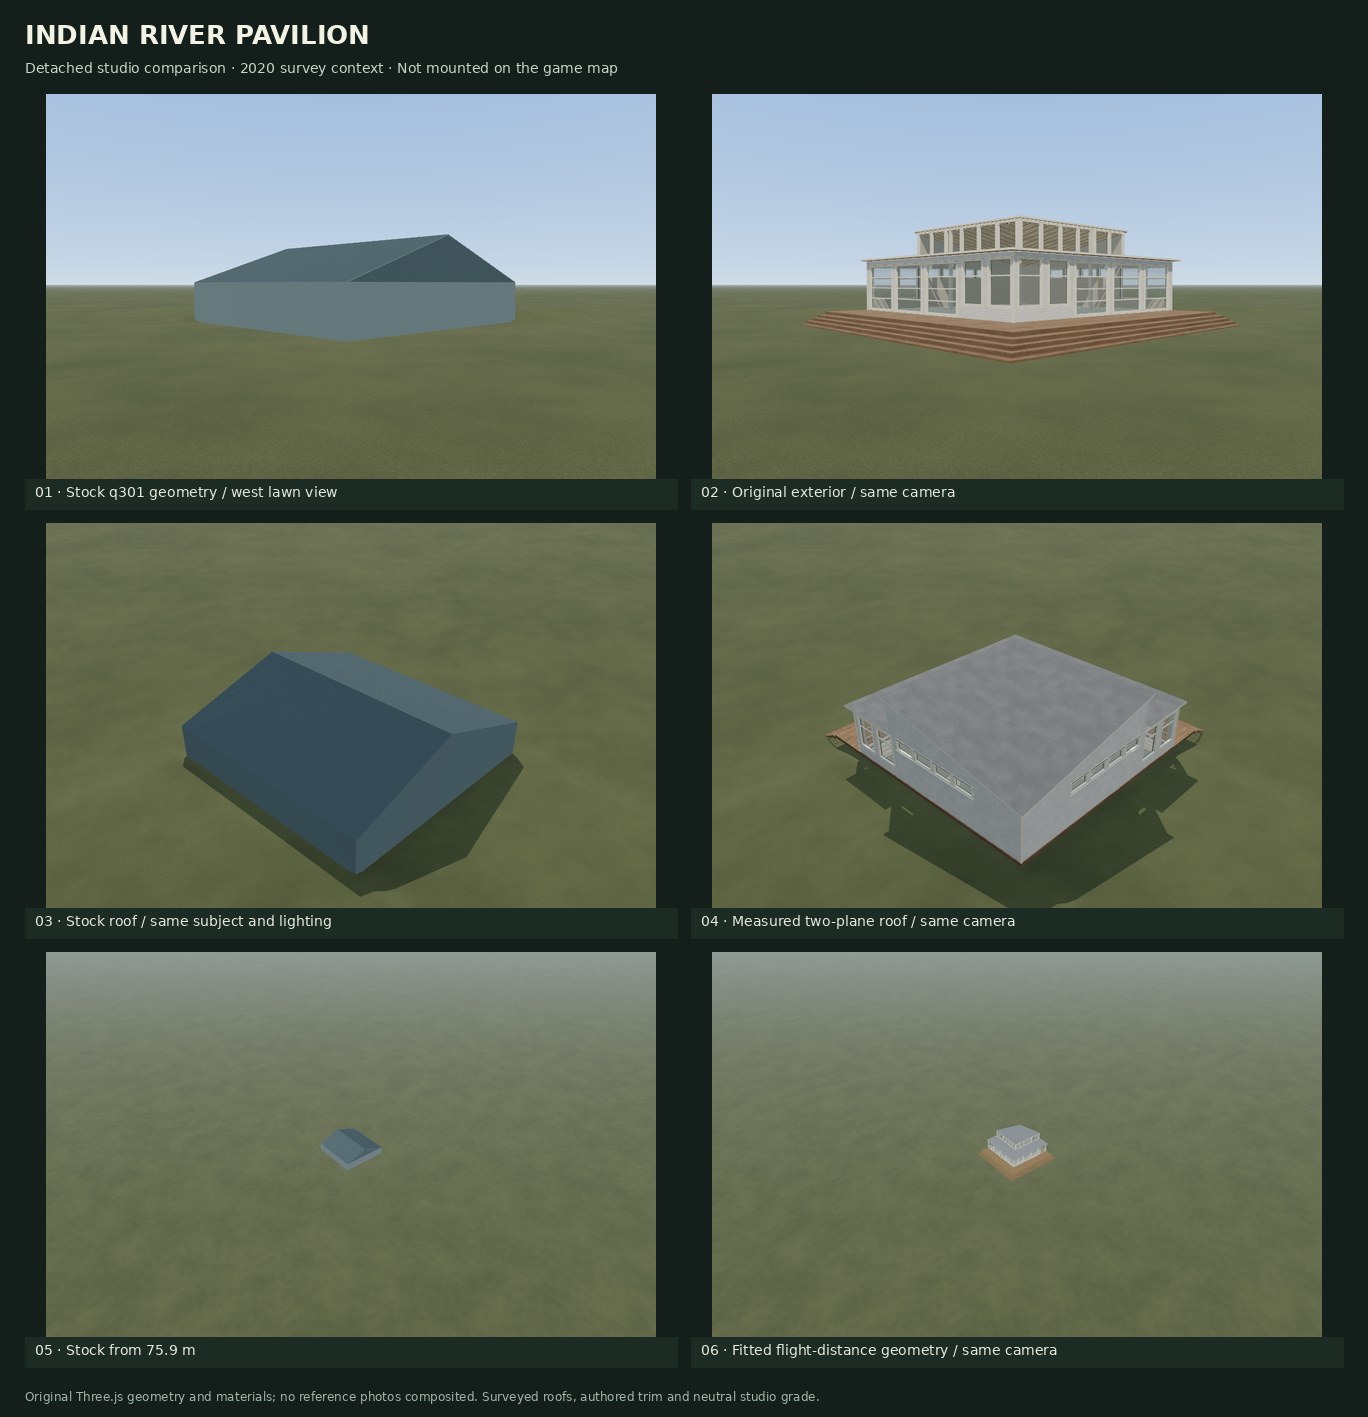 INDIAN RIVER PAVILION
Detached studio comparison · 2020 survey context · Not mounted on the game map
01 · Stock q301 geometry / west lawn view
02 · Original exterior / same camera
03 · Stock roof / same subject and lighting
04 · Measured two-plane roof / same camera
05 · Stock from 75.9 m
06 · Fitted flight-distance geometry / same camera
Original Three.js geometry and materials; no reference photos composited. Surveyed roofs, authored trim and neutral studio grade.